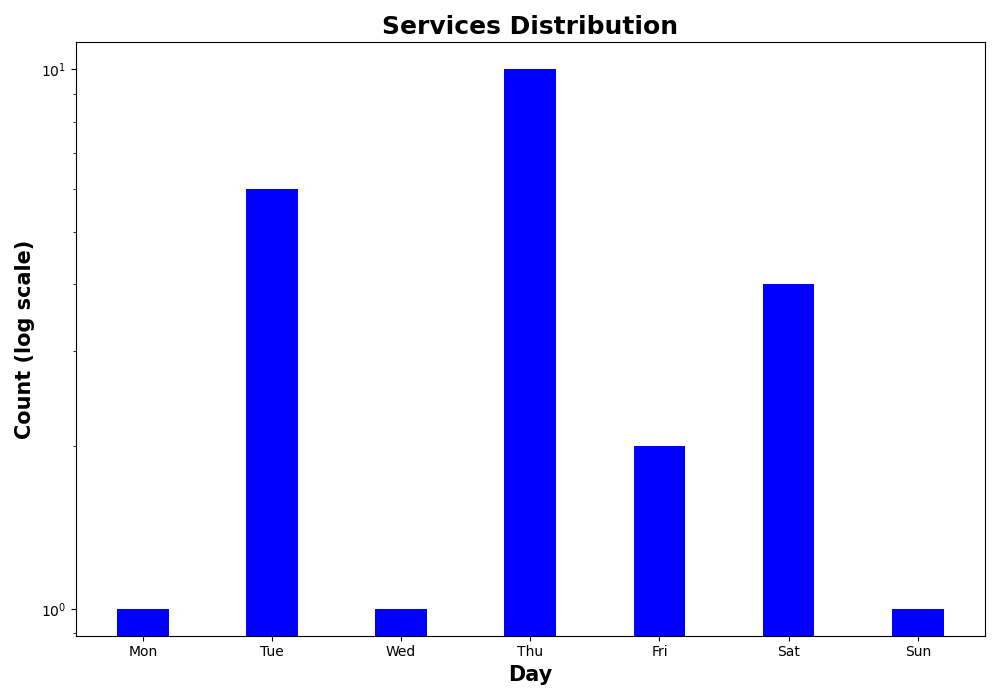 Services Distribution
Count (log scale)
10¹
10⁰
Mon Tue Wed Thu Fri Sat Sun
Day